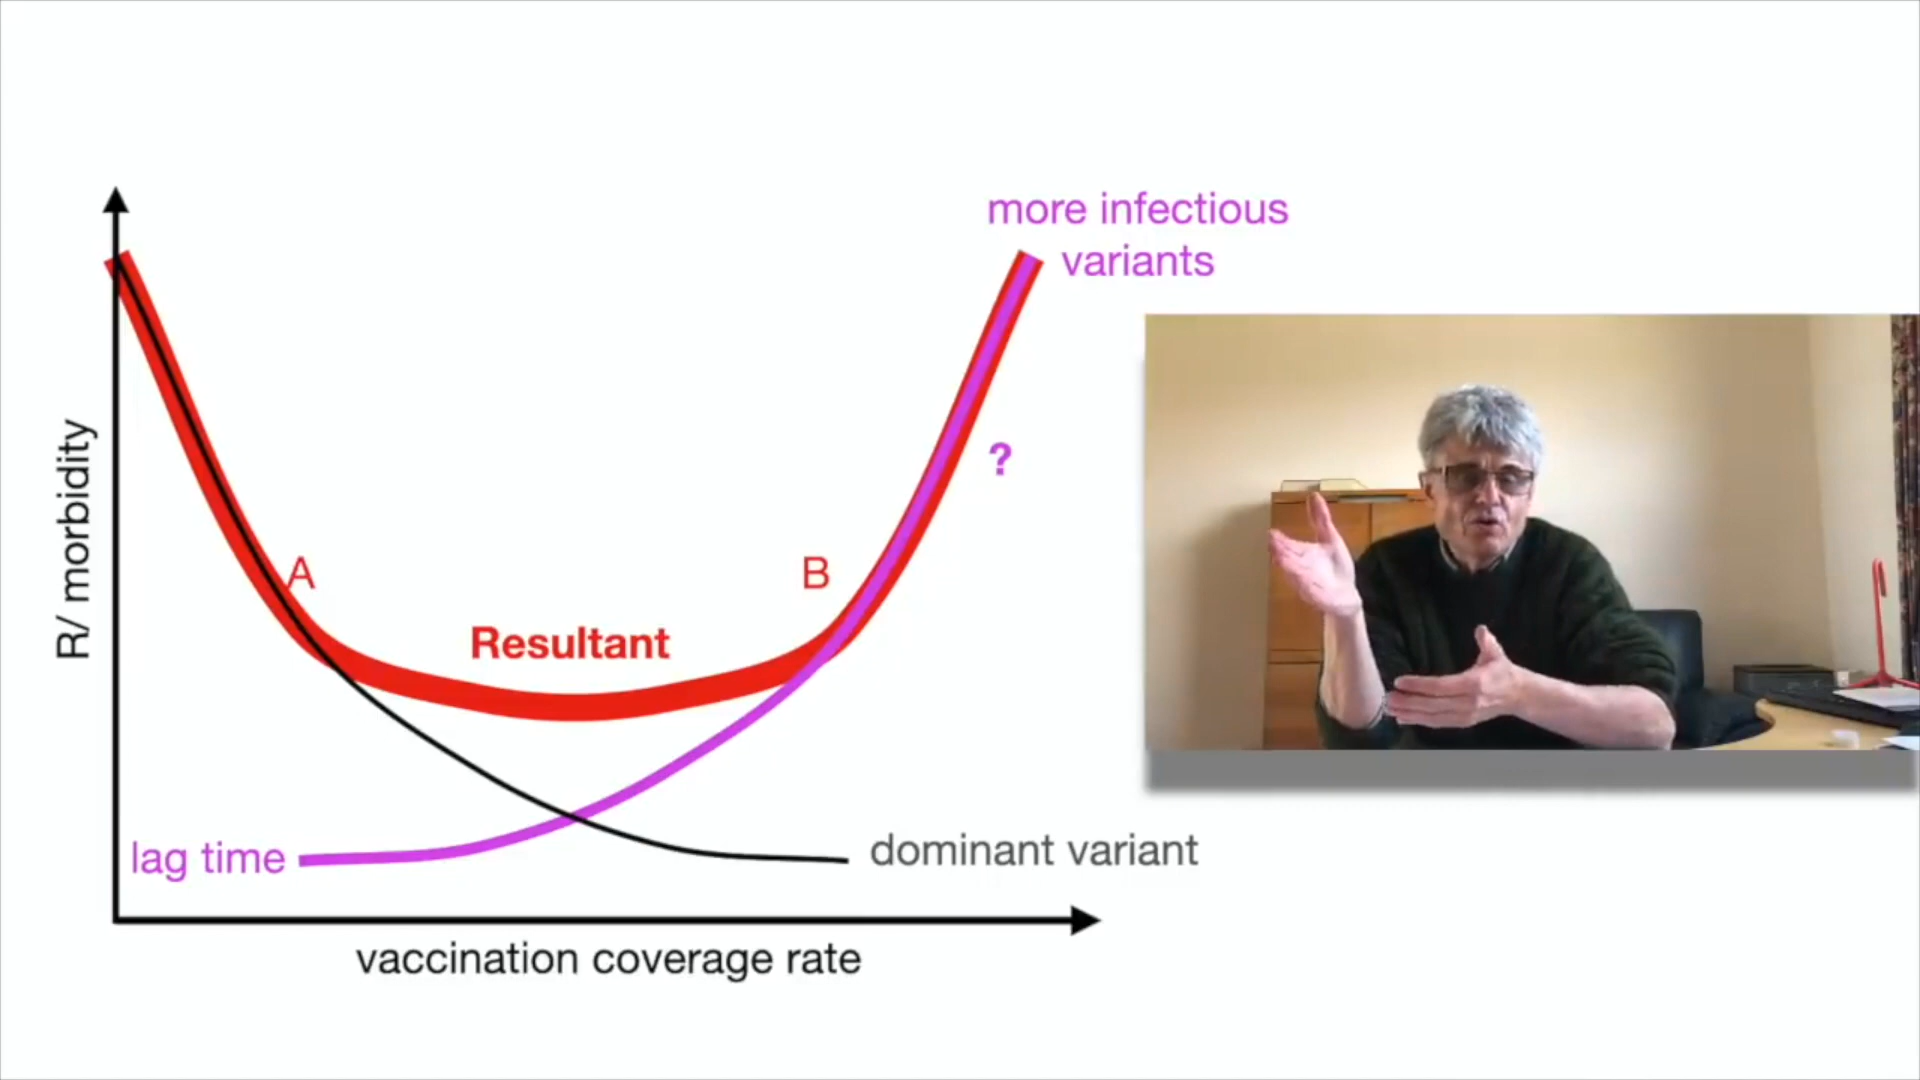 more infectious
variants
?
R/ morbidity
A
B
Resultant
lag time
dominant variant
vaccination coverage rate